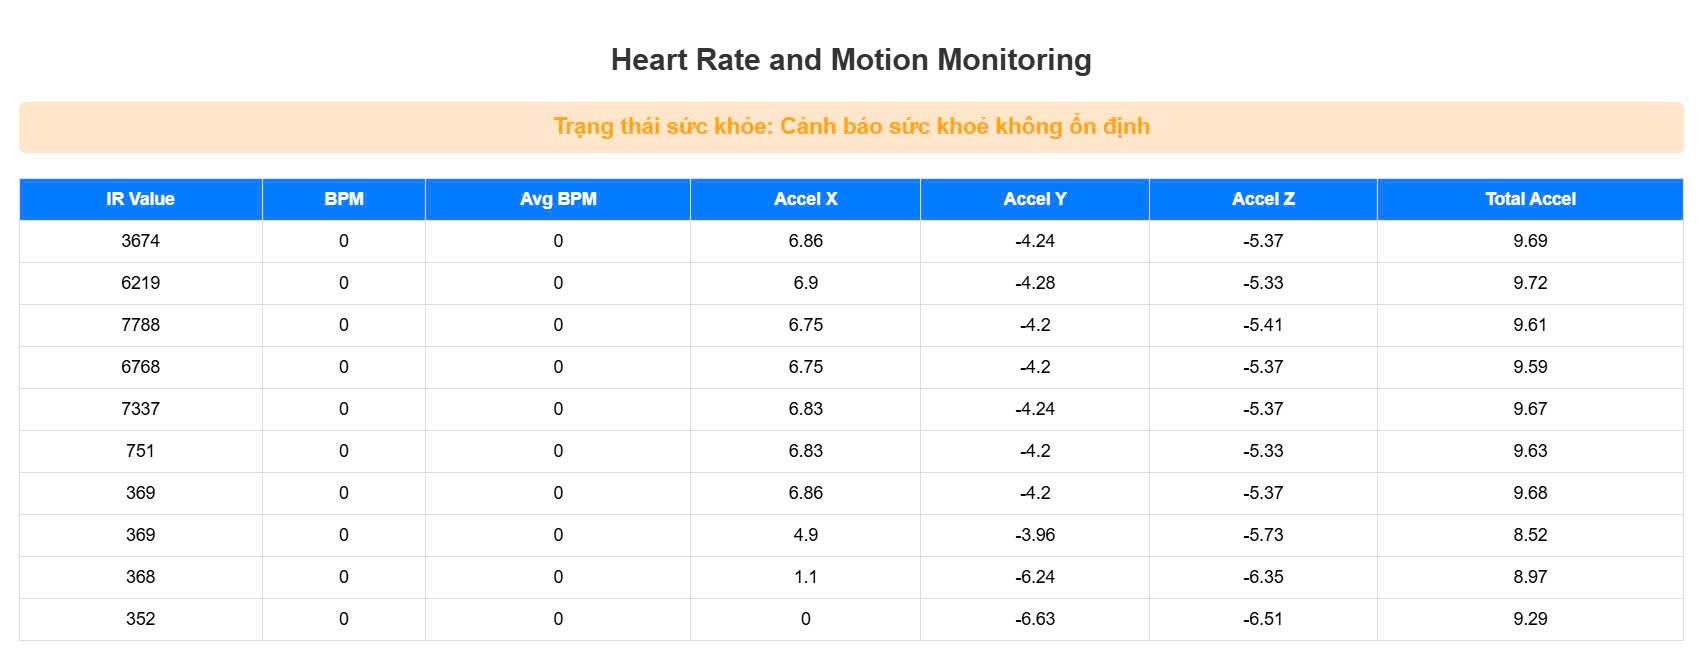 Heart Rate and Motion Monitoring
Trạng thái sức khỏe: Cảnh báo sức khoẻ không ổn định
IR Value BPM Avg BPM Accel X Accel Y Accel Z Total Accel
3674 0 0 6.86 -4.24 -5.37 9.69
6219 0 0 6.9 -4.28 -5.33 9.72
7788 0 0 6.75 -4.2 -5.41 9.61
6768 0 0 6.75 -4.2 -5.37 9.59
7337 0 0 6.83 -4.24 -5.37 9.67
751 0 0 6.83 -4.2 -5.33 9.63
369 0 0 6.86 -4.2 -5.37 9.68
369 0 0 4.9 -3.96 -5.73 8.52
368 0 0 1.1 -6.24 -6.35 8.97
352 0 0 0 -6.63 -6.51 9.29